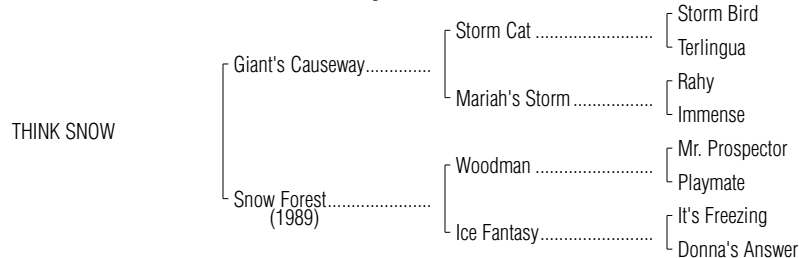 Storm Bird
Storm Cat ........................
Terlingua
Giant's Causeway..............
Rahy
Mariah's Storm .................
Immense
THINK SNOW
Mr. Prospector
Woodman ........................
Playmate
Snow Forest......................
(1989)
It's Freezing
Ice Fantasy........................
Donna's Answer